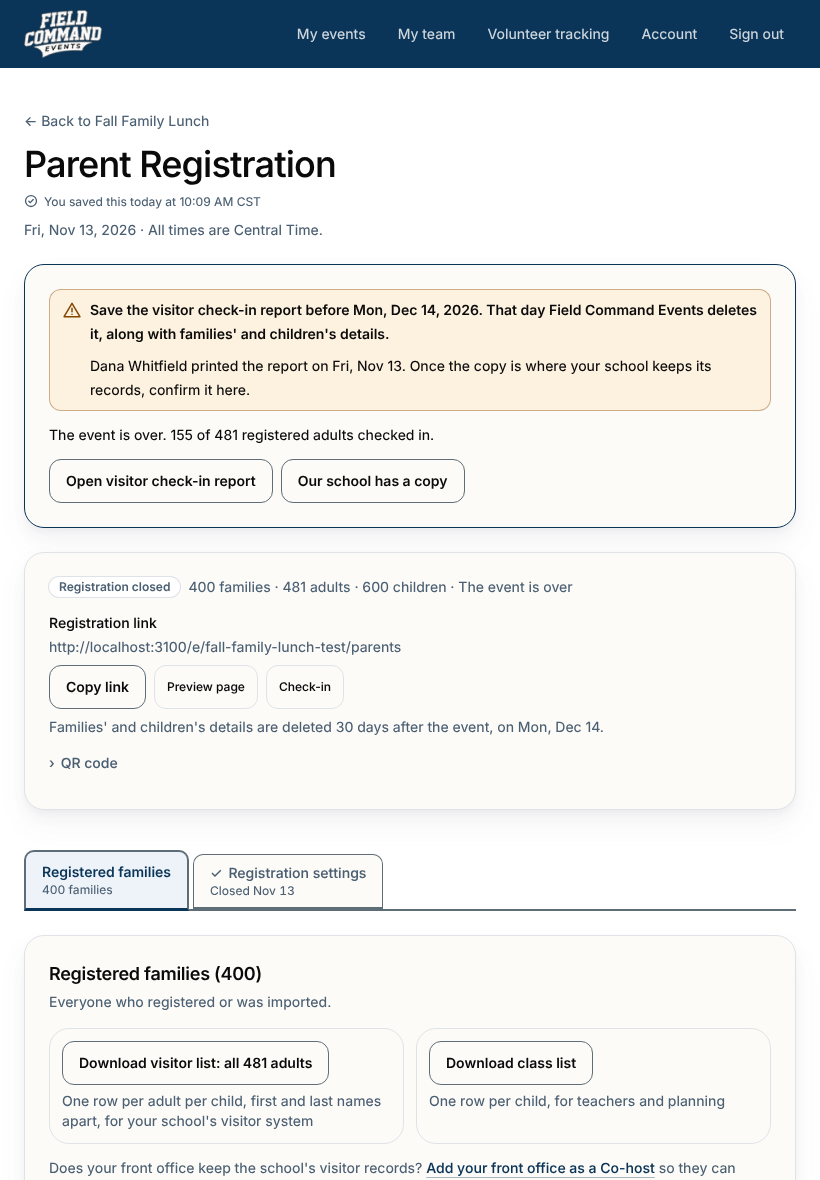 FIELD
COMMAND
EVENTS
My events
My team
Volunteer tracking
Account
Sign out
← Back to Fall Family Lunch
Parent Registration
You saved this today at 10:09 AM CST
Fri, Nov 13, 2026 · All times are Central Time.
Save the visitor check-in report before Mon, Dec 14, 2026. That day Field Command Events deletes
it, along with families' and children's details.
Dana Whitfield printed the report on Fri, Nov 13. Once the copy is where your school keeps its
records, confirm it here.
The event is over. 155 of 481 registered adults checked in.
Open visitor check-in report
Our school has a copy
Registration closed
400 families · 481 adults · 600 children · The event is over
Registration link
http://localhost:3100/e/fall-family-lunch-test/parents
Copy link
Preview page
Check-in
Families' and children's details are deleted 30 days after the event, on Mon, Dec 14.
› QR code
Registered families
400 families
✓ Registration settings
Closed Nov 13
Registered families (400)
Everyone who registered or was imported.
Download visitor list: all 481 adults
One row per adult per child, first and last names
apart, for your school's visitor system
Download class list
One row per child, for teachers and planning
Does your front office keep the school's visitor records? Add your front office as a Co-host so they can